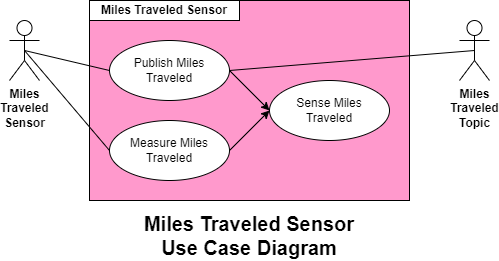 Miles Traveled Sensor
Publish Miles
Traveled
Sense Miles
Traveled
Measure Miles
Traveled
Miles
Traveled
Sensor
Miles
Traveled
Topic
Miles Traveled Sensor
Use Case Diagram